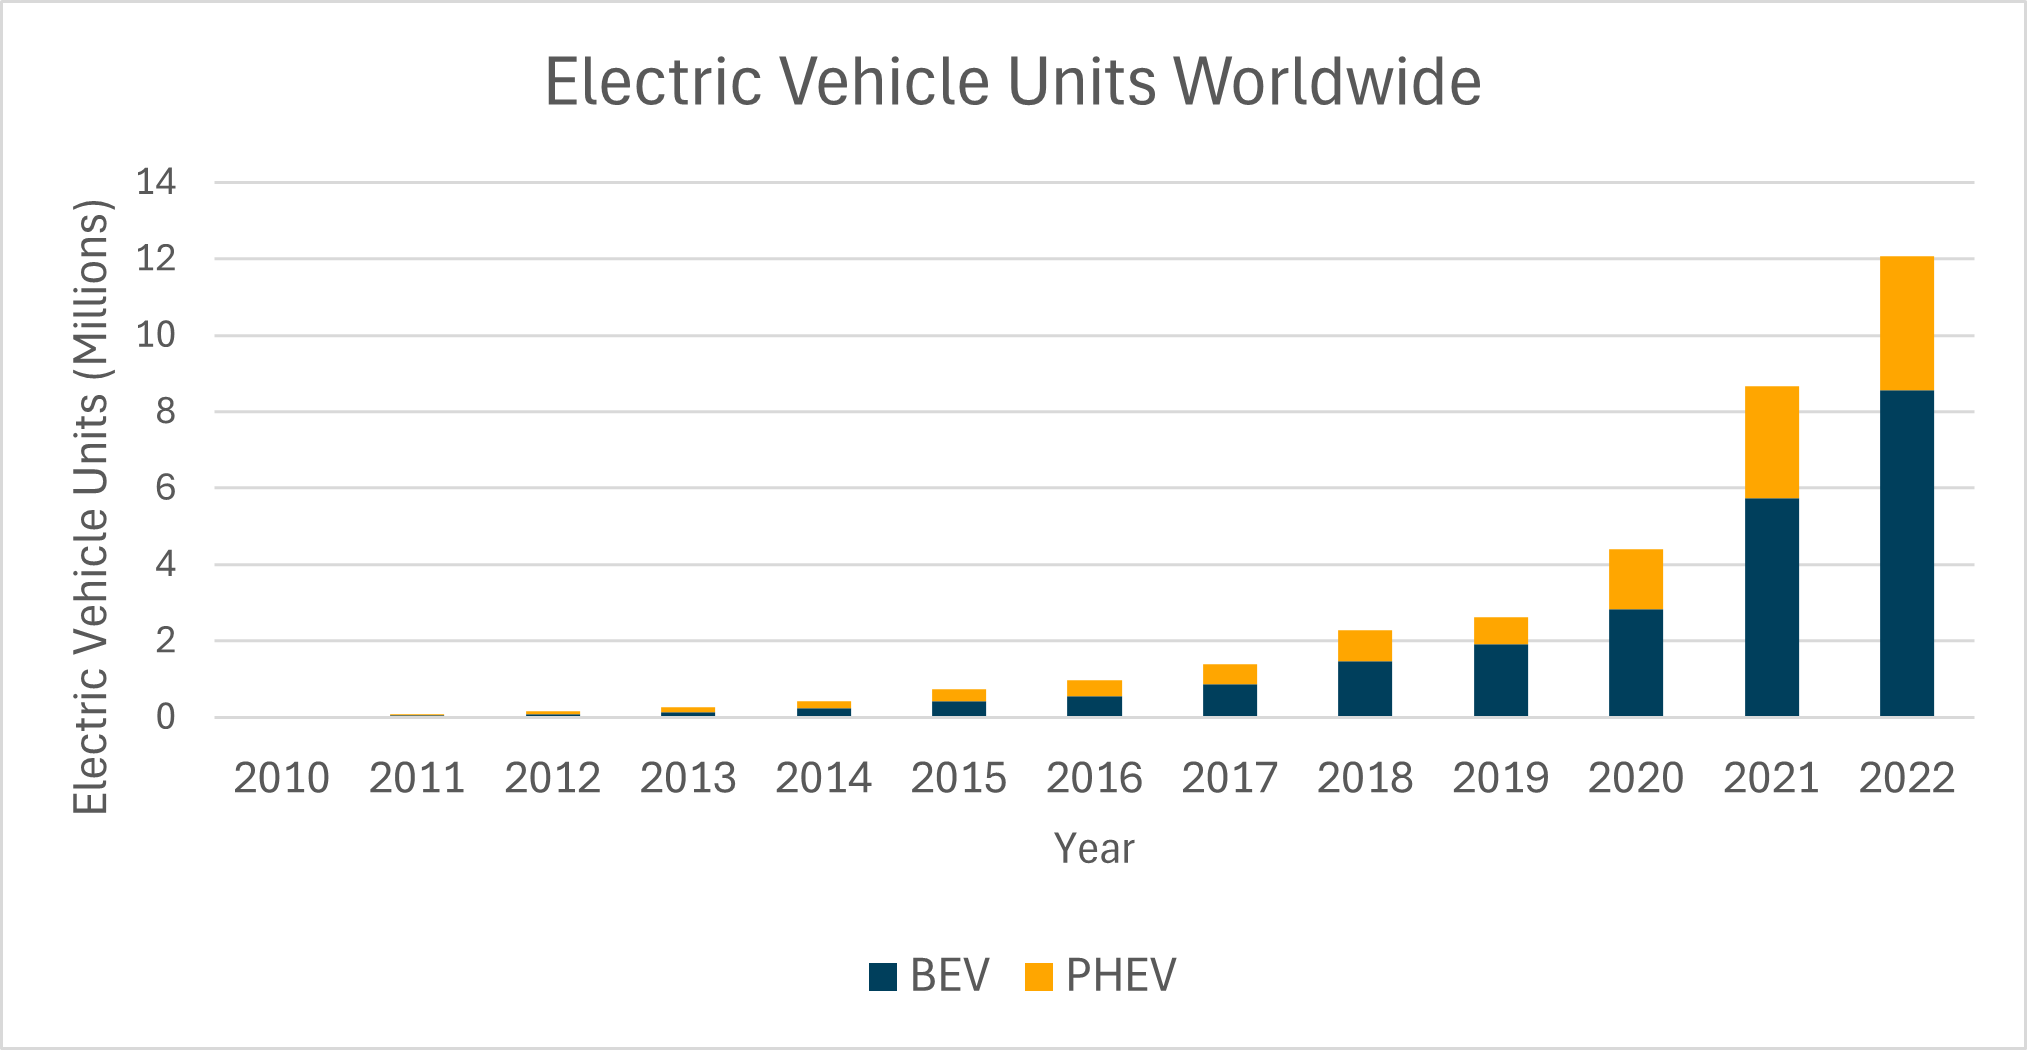 Electric Vehicle Units Worldwide
Electric Vehicle Units (Millions)
14
12
10
8
6
4
2
0
2010 2011 2012 2013 2014 2015 2016 2017 2018 2019 2020 2021 2022
Year
BEV PHEV